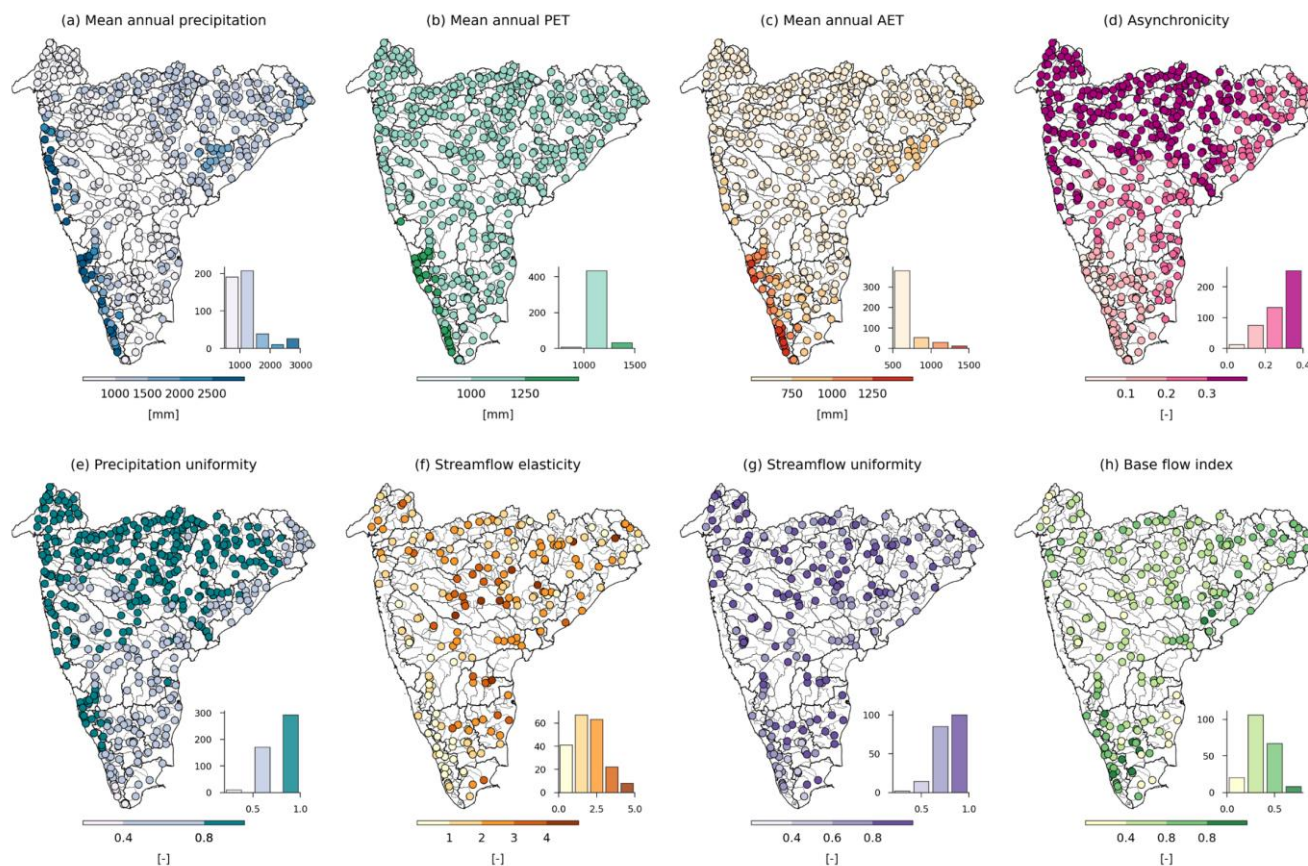 (a) Mean annual precipitation
(b) Mean annual PET
(c) Mean annual AET
(d) Asynchronicity
200
100
0
1000 2000 3000
1000 1500 2000 2500
[mm]
400
200
0
1000 1500
1000 1250
[mm]
300
200
100
0
500 1000 1500
750 1000 1250
[mm]
200
100
0
0.0 0.2 0.4
0.1 0.2 0.3
[-]
(e) Precipitation uniformity
(f) Streamflow elasticity
(g) Streamflow uniformity
(h) Base flow index
300
200
100
0
0.5 1.0
0.4 0.8
[-]
60
40
20
0
0.0 2.5 5.0
1 2 3 4
[-]
100
50
0
0.5 1.0
0.4 0.6 0.8
[-]
100
50
0
0.0 0.5
0.4 0.8 0.8
[-]